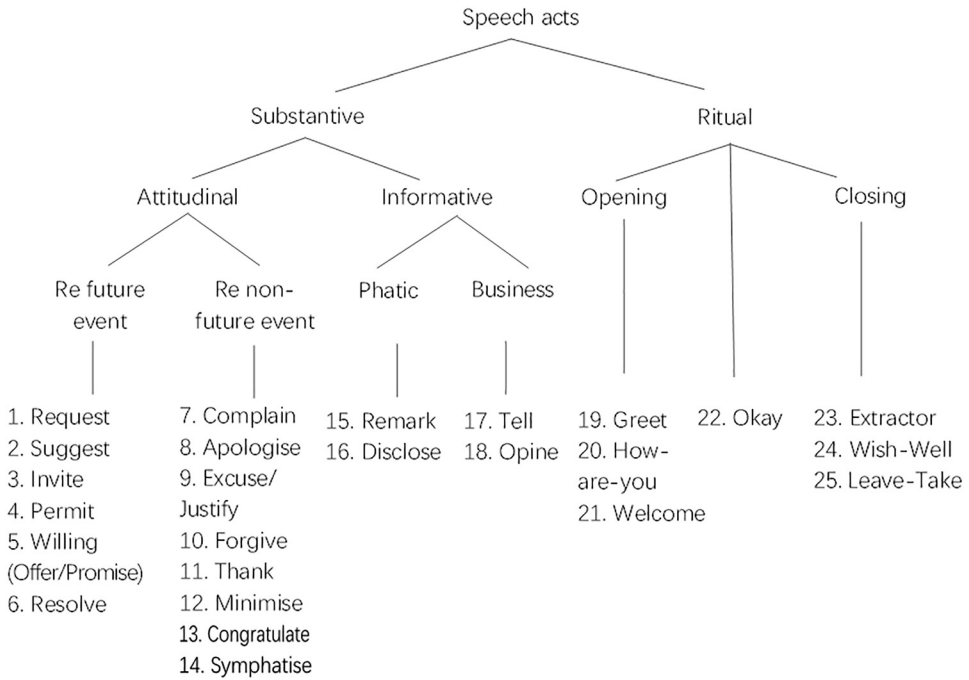 Speech acts
Substantive
Ritual
Attitudinal
Informative
Opening
Closing
Re future
event
Re non-
future event
Phatic
Business
1. Request
2. Suggest
3. Invite
4. Permit
5. Willing
(Offer/Promise)
6. Resolve
7. Complain
8. Apologise
9. Excuse/
Justify
10. Forgive
11. Thank
12. Minimise
13. Congratulate
14. Symphatise
15. Remark
16. Disclose
17. Tell
18. Opine
19. Greet
20. How-
are-you
21. Welcome
22. Okay
23. Extractor
24. Wish-Well
25. Leave-Take